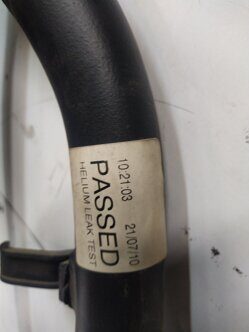 10:21:03 21/07/10
PASSED
HELIUM LEAK TEST